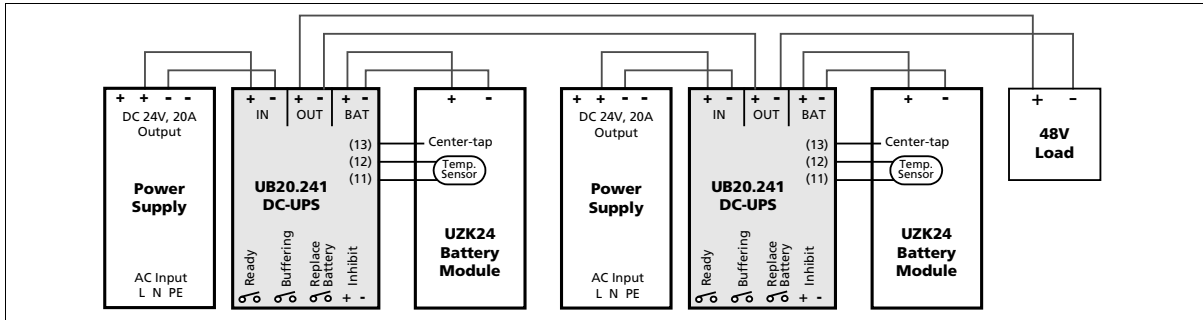 + + - -
DC 24V, 20A
Output
Power
Supply
AC Input
L N PE
+ - + - + -
IN OUT BAT
(13)
(12)
(11)
UB20.241
DC-UPS
Ready
Buffering
Replace
Battery
Inhibit
+ -
+ -
Center-tap
Temp.
Sensor
UZK24
Battery
Module
+ + - -
DC 24V, 20A
Output
Power
Supply
AC Input
L N PE
+ - + - + -
IN OUT BAT
(13)
(12)
(11)
UB20.241
DC-UPS
Ready
Buffering
Replace
Battery
Inhibit
+ -
+ -
Center-tap
Temp.
Sensor
UZK24
Battery
Module
+ -
48V
Load